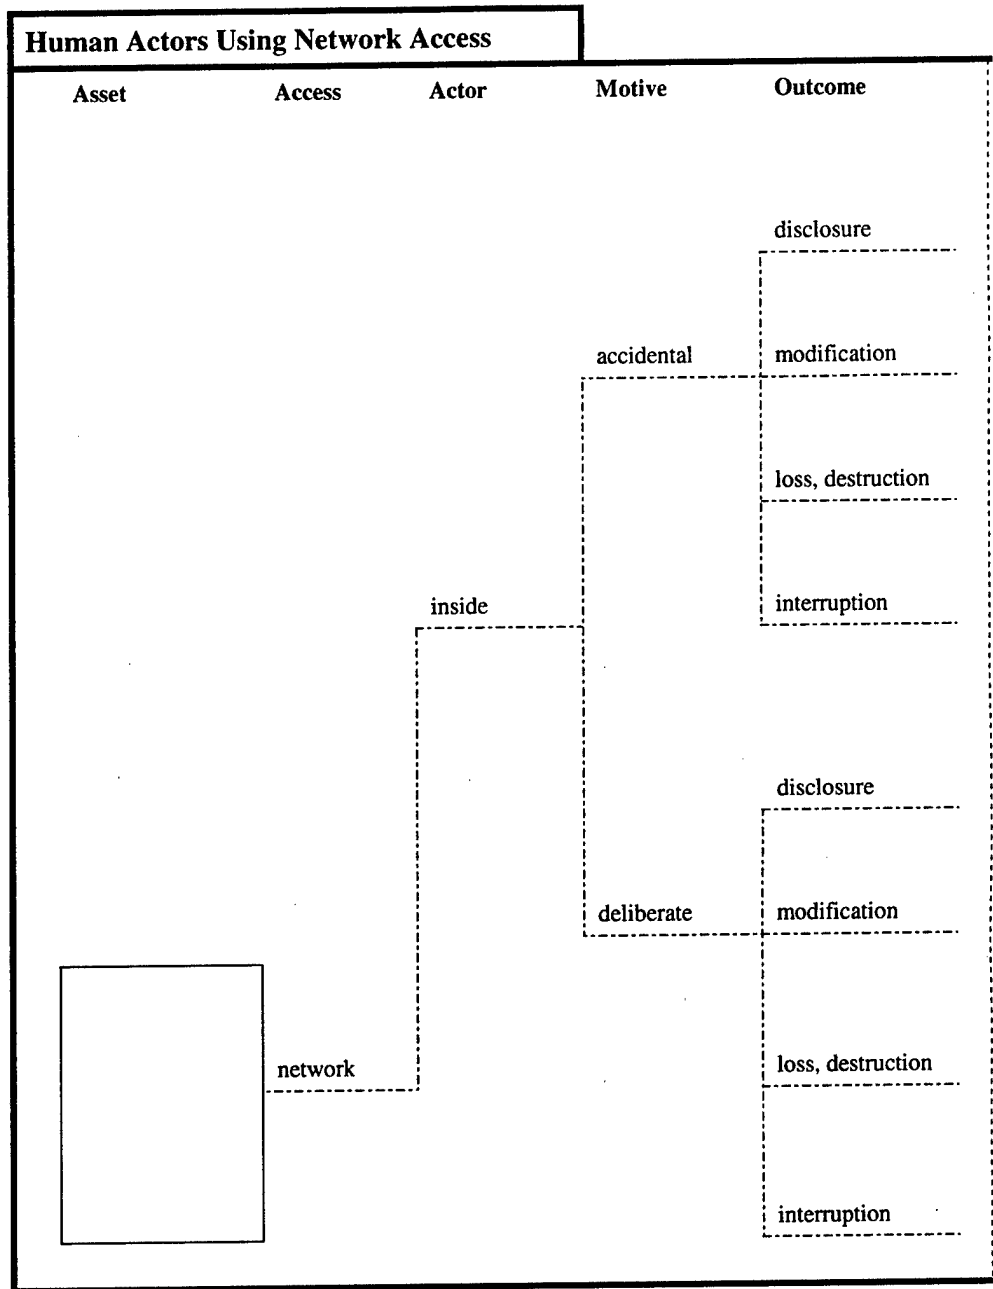 Human Actors Using Network Access
Asset Access Actor Motive Outcome
disclosure
accidental modification
loss, destruction
inside interruption
disclosure
deliberate modification
network loss, destruction
interruption